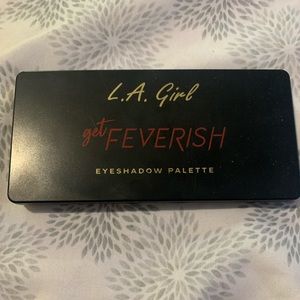 L.A. Girl
get FEVERISH
EYESHADOW PALETTE